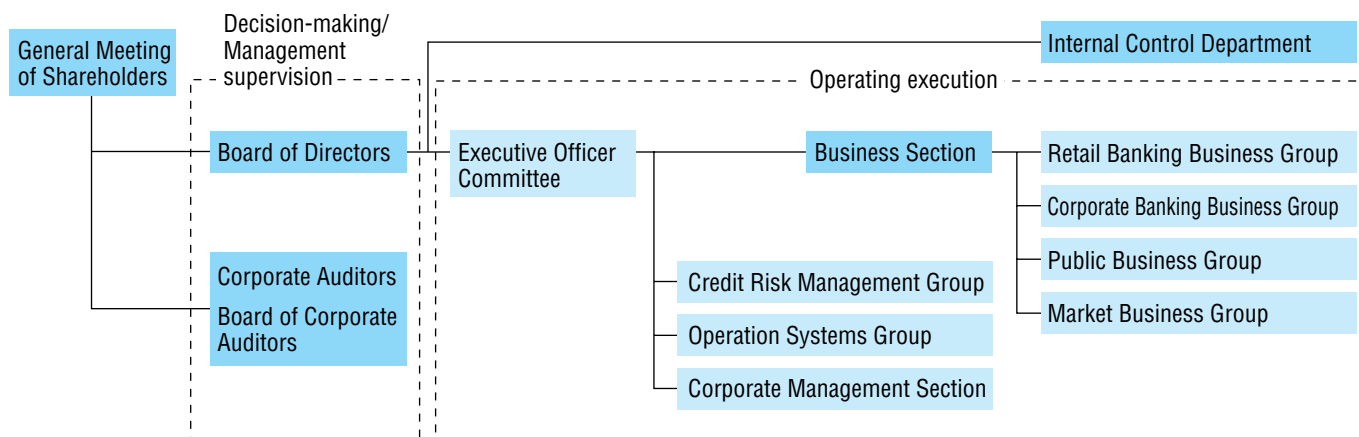 General Meeting
of Shareholders
Decision-making/
Management
supervision
Board of Directors
Corporate Auditors
Board of Corporate
Auditors
Internal Control Department
Operating execution
Executive Officer
Committee
Business Section
Credit Risk Management Group
Operation Systems Group
Corporate Management Section
Retail Banking Business Group
Corporate Banking Business Group
Public Business Group
Market Business Group